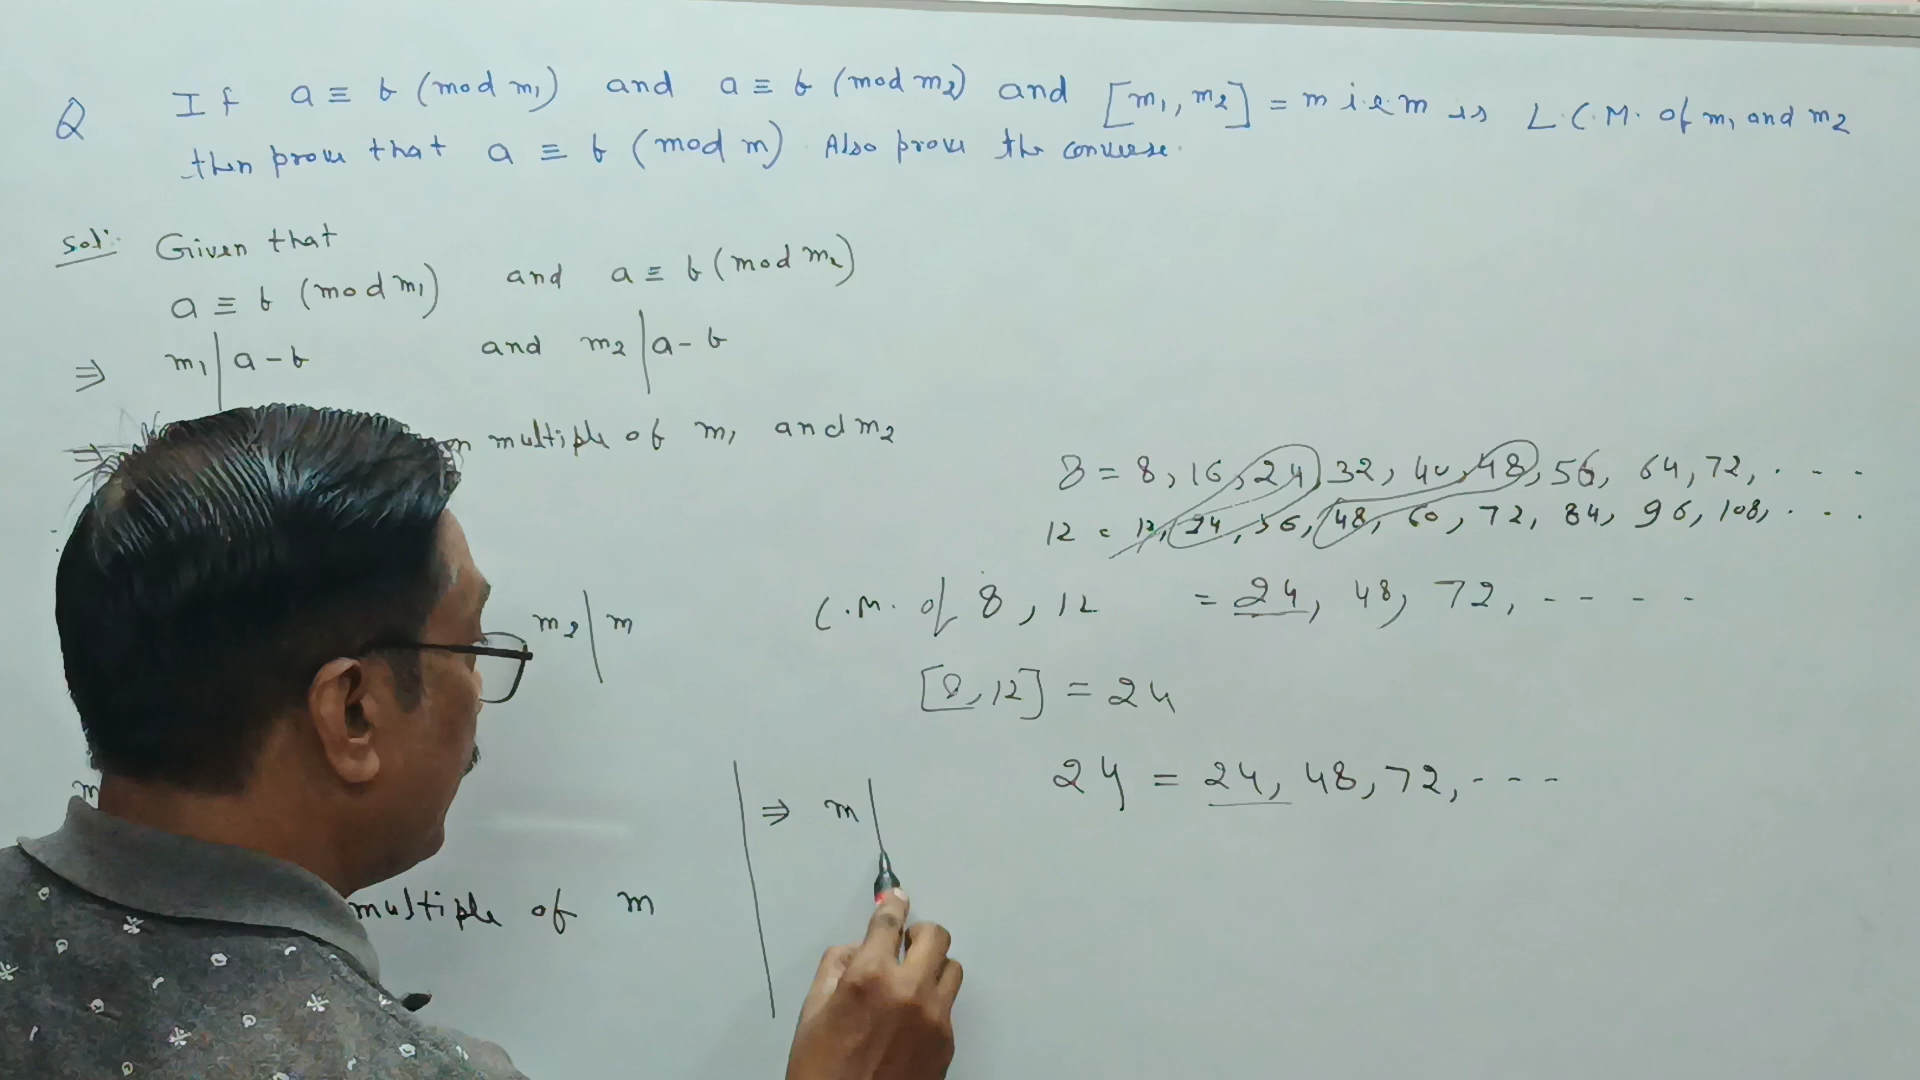 Q If a ≡ b (mod m₁) and a ≡ b (mod m₂) and [m₁, m₂] = m i.e. m is L.C.M. of m₁ and m₂
then prove that a ≡ b (mod m). Also prove the converse.
Sol: Given that
a ≡ b (mod m₁) and a ≡ b (mod m₂)
⇒ m₁ | a - b and m₂ | a - b
⇒ multiple of m₁ and m₂
8 = 8, 16, 24, 32, 40, 48, 56, 64, 72, - - -
12 = 12, 24, 36, 48, 60, 72, 84, 96, 108, - - -
C.M. of 8, 12 = 24, 48, 72, - - - -
m₂ | m
[8, 12] = 24
24 = 24, 48, 72, - - -
m
⇒ m |
multiple of m